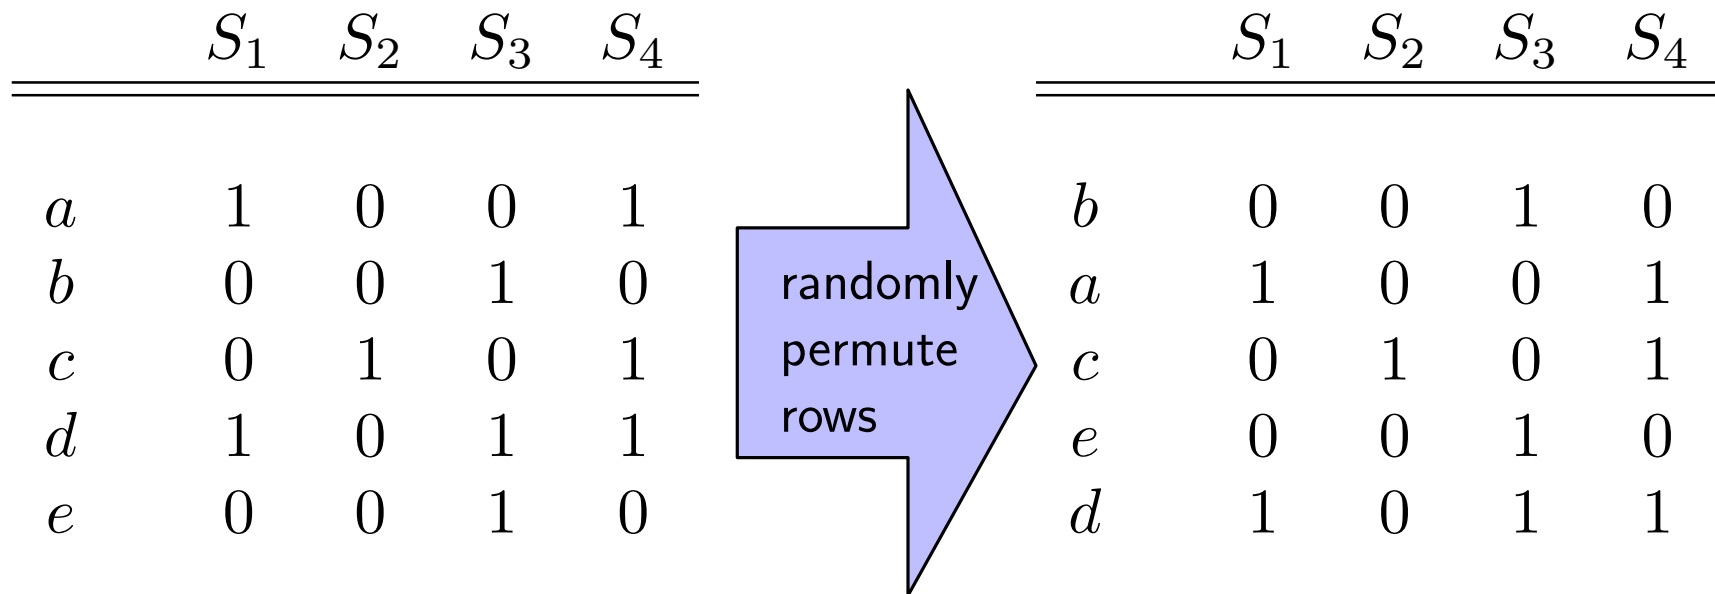 S1 S2 S3 S4
a 1 0 0 1
b 0 0 1 0
c 0 1 0 1
d 1 0 1 1
e 0 0 1 0
randomly
permute
rows
S1 S2 S3 S4
b 0 0 1 0
a 1 0 0 1
c 0 1 0 1
e 0 0 1 0
d 1 0 1 1